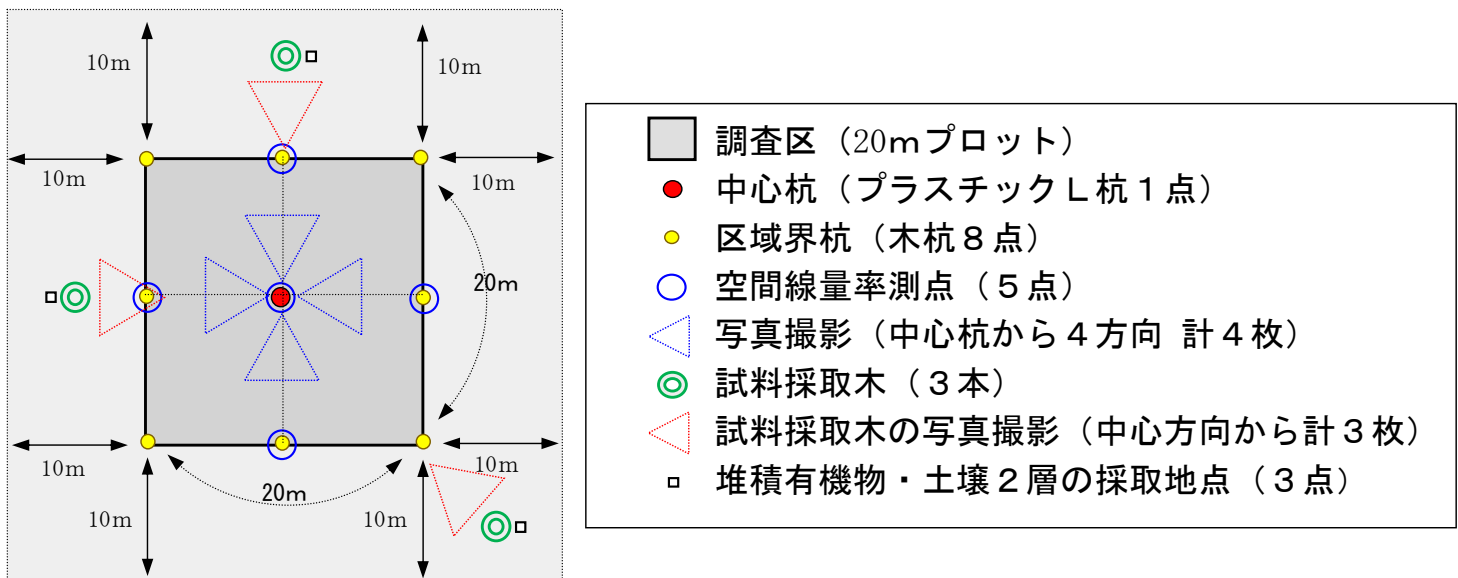 10m
10m
10m
10m
20m
10m
10m
20m
10m
10m
調査区（20mプロット）
中心杭（プラスチックＬ杭１点）
区域界杭（木杭８点）
空間線量率測点（５点）
写真撮影（中心杭から４方向 計４枚）
試料採取木（３本）
試料採取木の写真撮影（中心方向から計３枚）
堆積有機物・土壌２層の採取地点（３点）